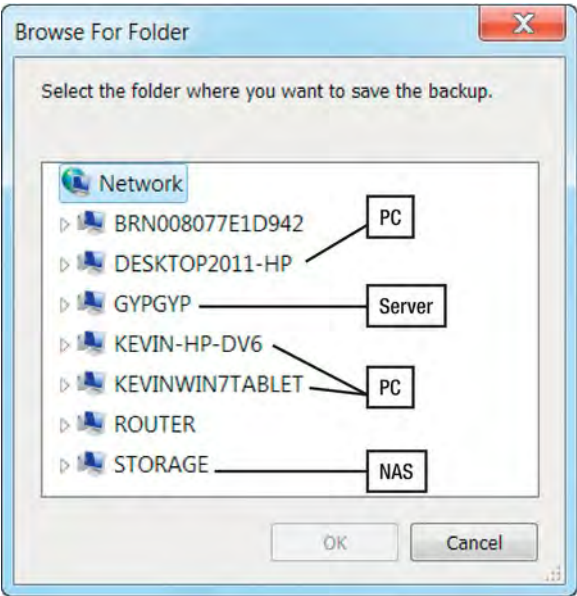 Browse For Folder
X
Select the folder where you want to save the backup.
Network
BRN008077E1D942
PC
DESKTOP2011-HP
GYPGYP
Server
KEVIN-HP-DV6
KEVINWIN7TABLET
PC
ROUTER
STORAGE
NAS
OK
Cancel